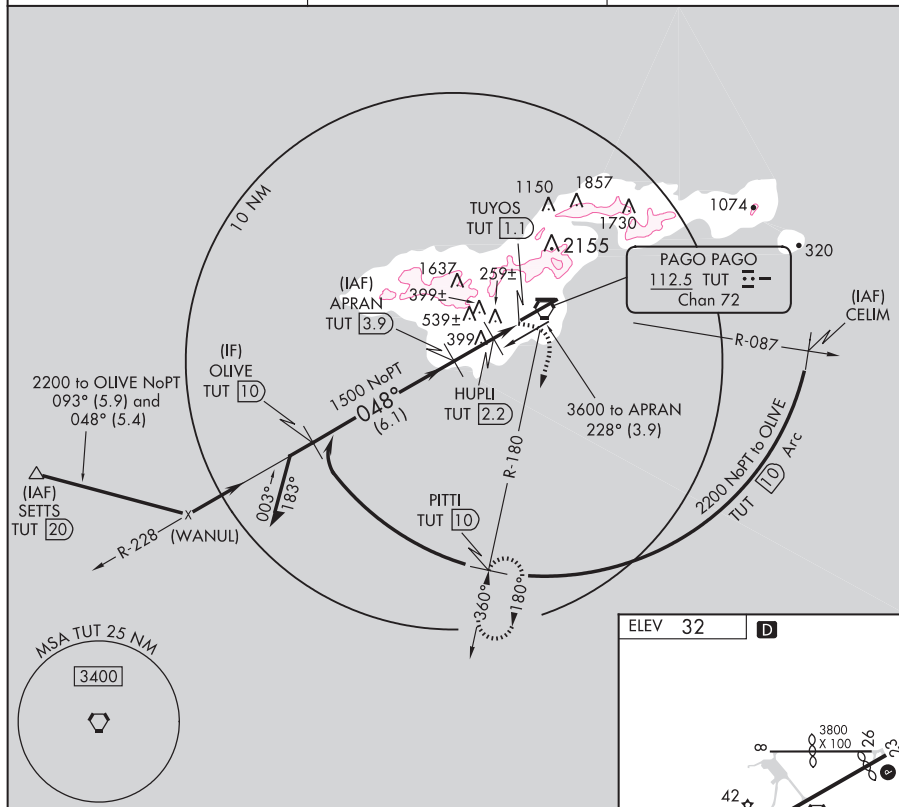 10 NM
1150
1857
TUYOS
TUT 1.1
1730
1074
2155
320
1637
259±
PAGO PAGO
112.5 TUT
Chan 72
(IAF)
APRAN
TUT 3.9
399±
539±
399
(IAF)
CELIM
R-087
(IF)
OLIVE
TUT 10
1500 NoPT
048°
(6.1)
HUPLI
TUT 2.2
3600 to APRAN
228° (3.9)
2200 to OLIVE NoPT
093° (5.9) and
048° (5.4)
R-180
2200 NoPT to OLIVE
TUT 10 Arc
(IAF)
SETTS
TUT 20
003°
183°
PITTI
TUT 10
R-228
(WANUL)
360°
180°
MSA TUT 25 NM
3400
ELEV 32
D
8
3800
X 100
26
23
P
42